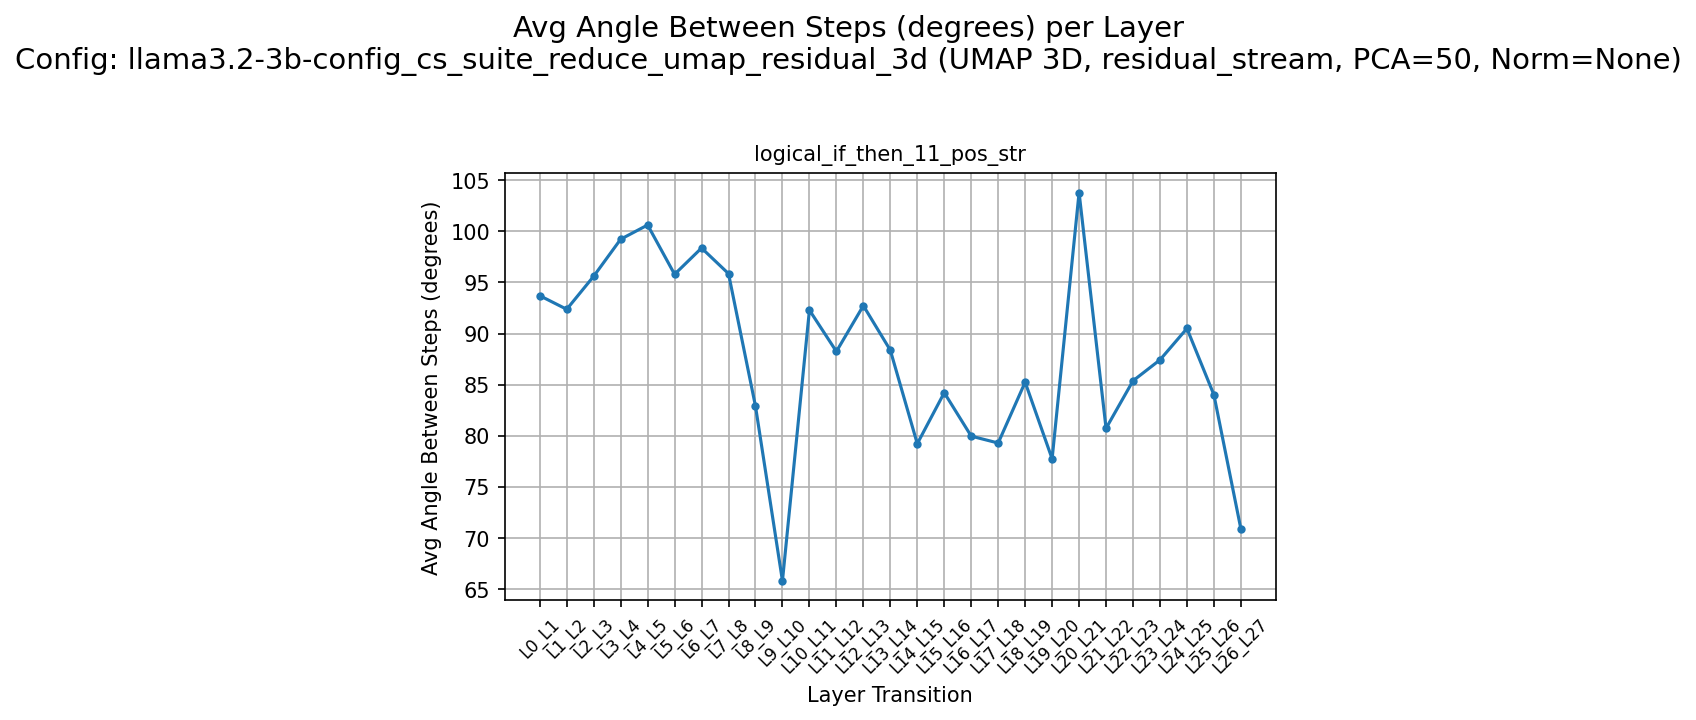 Avg Angle Between Steps (degrees) per Layer
Config: llama3.2-3b-config_cs_suite_reduce_umap_residual_3d (UMAP 3D, residual_stream, PCA=50, Norm=None)
logical_if_then_11_pos_str
Avg Angle Between Steps (degrees)
105
100
95
90
85
80
75
70
65
L0_L1
L1_L2
L2_L3
L3_L4
L4_L5
L5_L6
L6_L7
L7_L8
L8_L9
L9_L10
L10_L11
L11_L12
L12_L13
L13_L14
L14_L15
L15_L16
L16_L17
L17_L18
L18_L19
L19_L20
L20_L21
L21_L22
L22_L23
L23_L24
L24_L25
L25_L26
L26_L27
Layer Transition